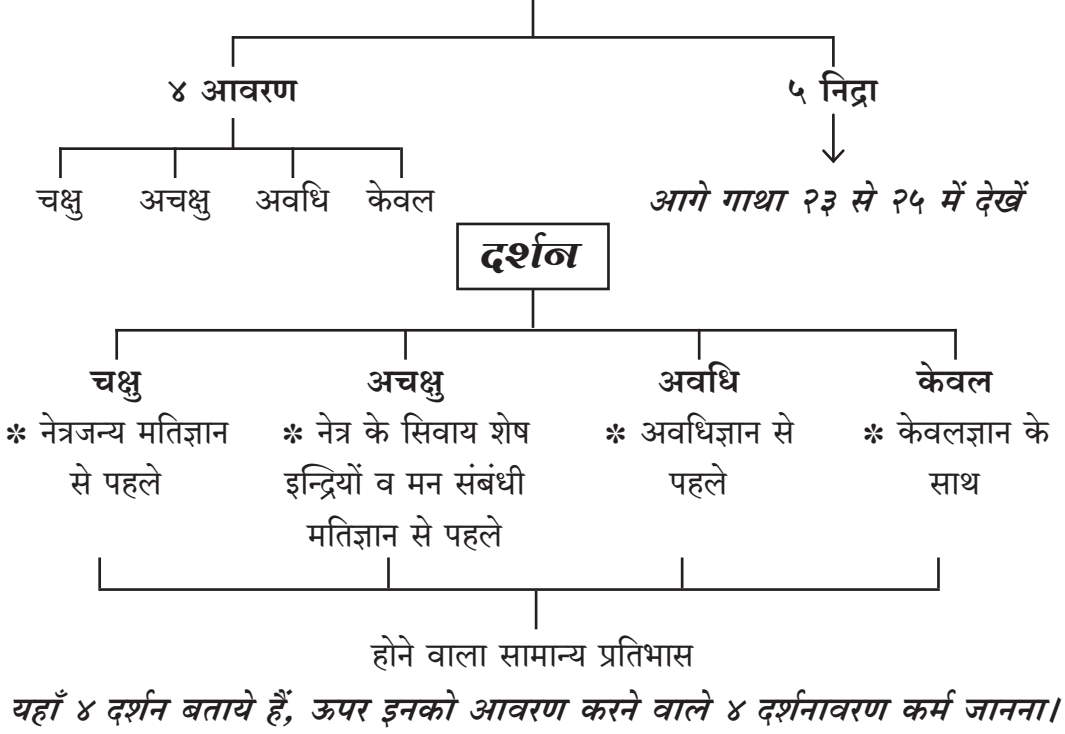 ४ आवरण ५ निद्रा
चक्षु अचक्षु अवधि केवल आगे गाथा २३ से २५ में देखें
दर्शन
चक्षु अचक्षु अवधि केवल
* नेत्रजन्य मतिज्ञान * नेत्र के सिवाय शेष * अवधिज्ञान से * केवलज्ञान के
से पहले इन्द्रियों व मन संबंधी पहले साथ
मतिज्ञान से पहले
होने वाला सामान्य प्रतिभास
यहाँ ४ दर्शन बताये हैं, ऊपर इनको आवरण करने वाले ४ दर्शनावरण कर्म जानना।